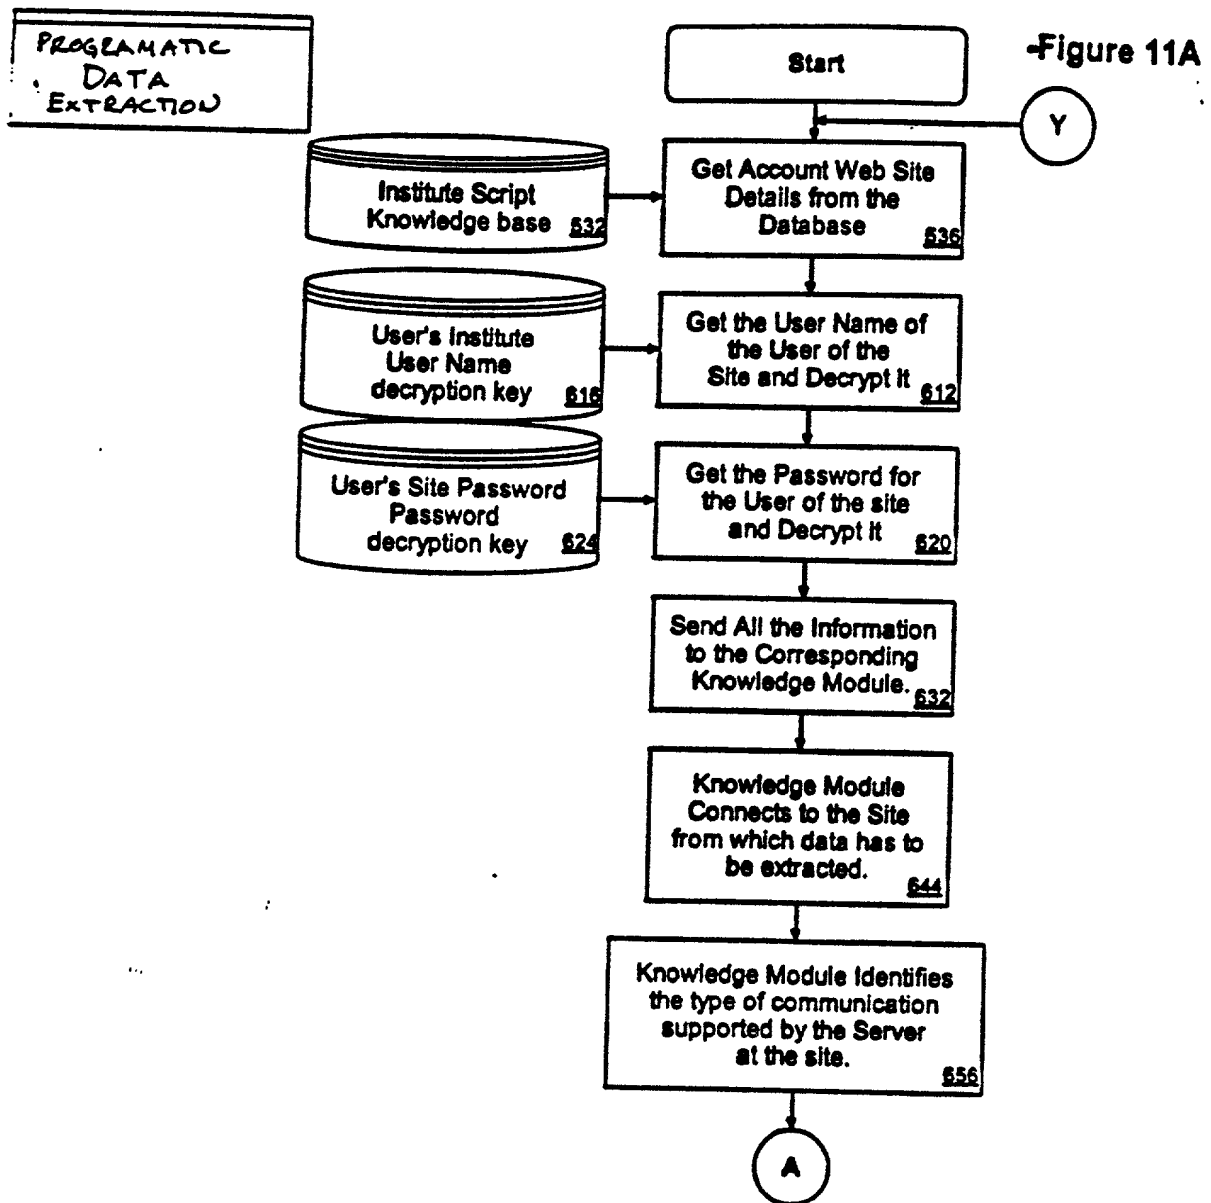 PROGRAMATIC
DATA
EXTRACTION
Figure 11A
Start
Y
Institute Script
Knowledge base 532
Get Account Web Site
Details from the
Database 536
User's Institute
User Name
decryption key 616
Get the User Name of
the User of the
Site and Decrypt It 612
User's Site Password
Password
decryption key 624
Get the Password for
the User of the site
and Decrypt It 620
Send All the Information
to the Corresponding
Knowledge Module. 632
Knowledge Module
Connects to the Site
from which data has to
be extracted. 644
Knowledge Module Identifies
the type of communication
supported by the Server
at the site. 656
A